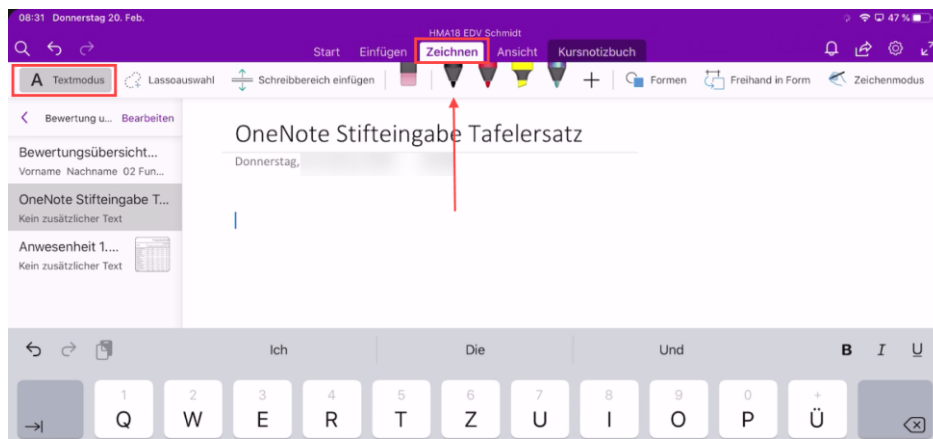 08:31 Donnerstag 20. Feb.
47 %
HMA18 EDV Schmidt
Start Einfügen Zeichnen Ansicht Kursnotizbuch
A Textmodus Lassoauswahl Schreibbereich einfügen Formen Freihand in Form Zeichenmodus
Bewertung u... Bearbeiten
Bewertungsübersicht...
Vorname Nachname 02 Fun...
OneNote Stifteingabe T...
Kein zusätzlicher Text
Anwesenheit 1....
Kein zusätzlicher Text
OneNote Stifteingabe Tafelersatz
Donnerstag,
Ich Die Und B I U
1 2 3 4 5 6 7 8 9 0 +
Q W E R T Z U I O P Ü